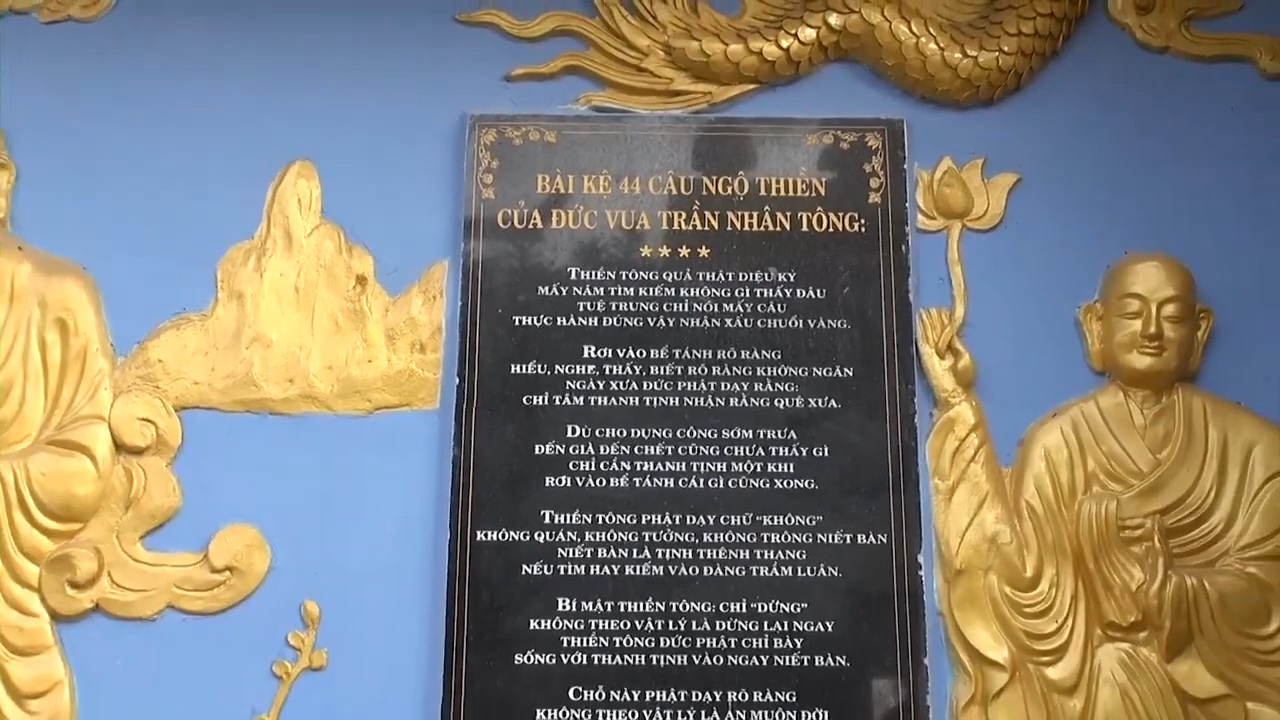 BÀI KỆ 44 CÂU NGỘ THIỀN
CỦA ĐỨC VUA TRẦN NHÂN TÔNG:
****
THIỀN TÔNG QUẢ THẬT DIỆU KỲ
MẤY NĂM TÌM KIẾM KHÔNG GÌ THẤY ĐÂU
TUỆ TRUNG CHỈ NÓI MẤY CÂU
THỰC HÀNH ĐÚNG VẬY NHẬN XÂU CHUỖI VÀNG.
RƠI VÀO BỂ TÁNH RÕ RÀNG
HIỂU, NGHE, THẤY, BIẾT RÕ RÀNG KHÔNG NGĂN
NGÀY XƯA ĐỨC PHẬT DẠY RẰNG:
CHỈ TÂM THANH TỊNH NHẬN RẰNG QUÊ XƯA.
DÙ CHO DỤNG CÔNG SỚM TRƯA
ĐẾN GIÀ ĐẾN CHẾT CŨNG CHƯA THẤY GÌ
CHỈ CẦN THANH TỊNH MỘT KHI
RƠI VÀO BỂ TÁNH CÁI GÌ CŨNG XONG.
THIỀN TÔNG PHẬT DẠY CHỮ "KHÔNG"
KHÔNG QUÁN, KHÔNG TƯỞNG, KHÔNG TRÔNG NIẾT BÀN
NIẾT BÀN LÀ TỊNH THÊNH THANG
NẾU TÌM HAY KIẾM VÀO ĐÀNG TRẦM LUÂN.
BÍ MẬT THIỀN TÔNG: CHỈ "DỪNG"
KHÔNG THEO VẬT LÝ LÀ DỪNG LẠI NGAY
THIỀN TÔNG ĐỨC PHẬT CHỈ BÀY
SỐNG VỚI THANH TỊNH VÀO NGAY NIẾT BÀN.
CHỖ NÀY PHẬT DẠY RÕ RÀNG
KHÔNG THEO VẬT LÝ LÀ AN MUÔN ĐỜI